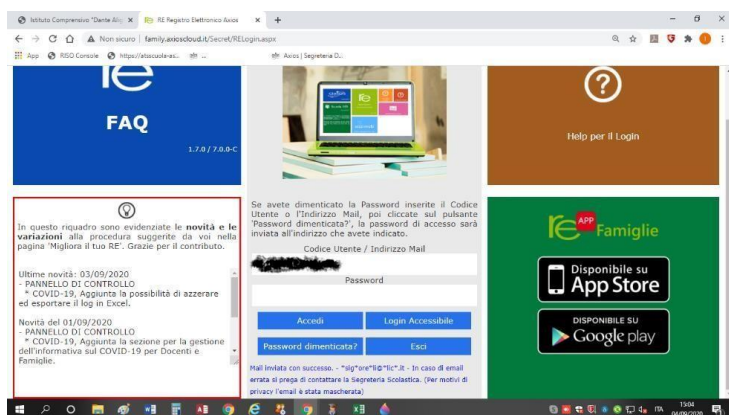 Istituto Comprensivo "Dante Alig
RE Registro Elettronico Axios
Non sicuro | family.axioscloud.it/Secret/RELogin.aspx
App
RISO Console
Axios | Segreteria D...
re
FAQ
1.7.0 / 7.0.0-C
Help per il Login
In questo riquadro sono evidenziate le novità e le
variazioni alla procedura suggerite da voi nella
pagina 'Migliora il tuo RE'. Grazie per il contributo.
Ultime novità: 03/09/2020
- PANNELLO DI CONTROLLO
* COVID-19, Aggiunta la possibilità di azzerare
ed esportare il log in Excel.
Novità del 01/09/2020
- PANNELLO DI CONTROLLO
* COVID-19, Aggiunta la sezione per la gestione
dell'informativa sul COVID-19 per Docenti e
Famiglie.
Se avete dimenticato la Password inserite il Codice
Utente o l'Indirizzo Mail, poi cliccate sul pulsante
'Password dimenticata?', la password di accesso sarà
inviata all'indirizzo che avete indicato.
Codice Utente / Indirizzo Mail
Password
Accedi
Login Accessibile
Password dimenticata?
Esci
Mail inviata con successo. - *sig*ore*li@*lic*.it - In caso di email
errata si prega di contattare la Segreteria Scolastica. (Per motivi di
privacy l'email è stata mascherata)
re APP Famiglie
Disponibile su
App Store
DISPONIBILE SU
Google play
ITA
15:04
04/09/2020